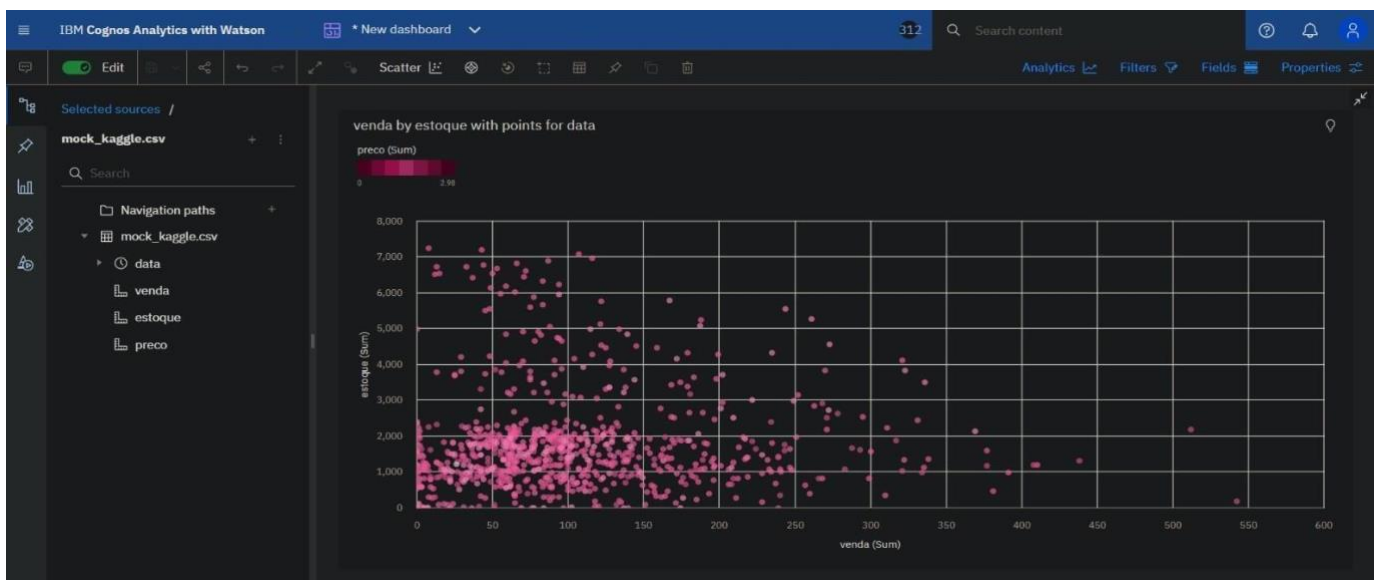 IBM Cognos Analytics with Watson
* New dashboard
312
Search content
Edit
Scatter
Analytics
Filters
Fields
Properties
Selected sources /
mock_kaggle.csv
Search
Navigation paths
mock_kaggle.csv
data
venda
estoque
preco
venda by estoque with points for data
preco (Sum)
0 2.98
estoque (Sum)
8,000
7,000
6,000
5,000
4,000
3,000
2,000
1,000
0
0 50 100 150 200 250 300 350 400 450 500 550 600
venda (Sum)